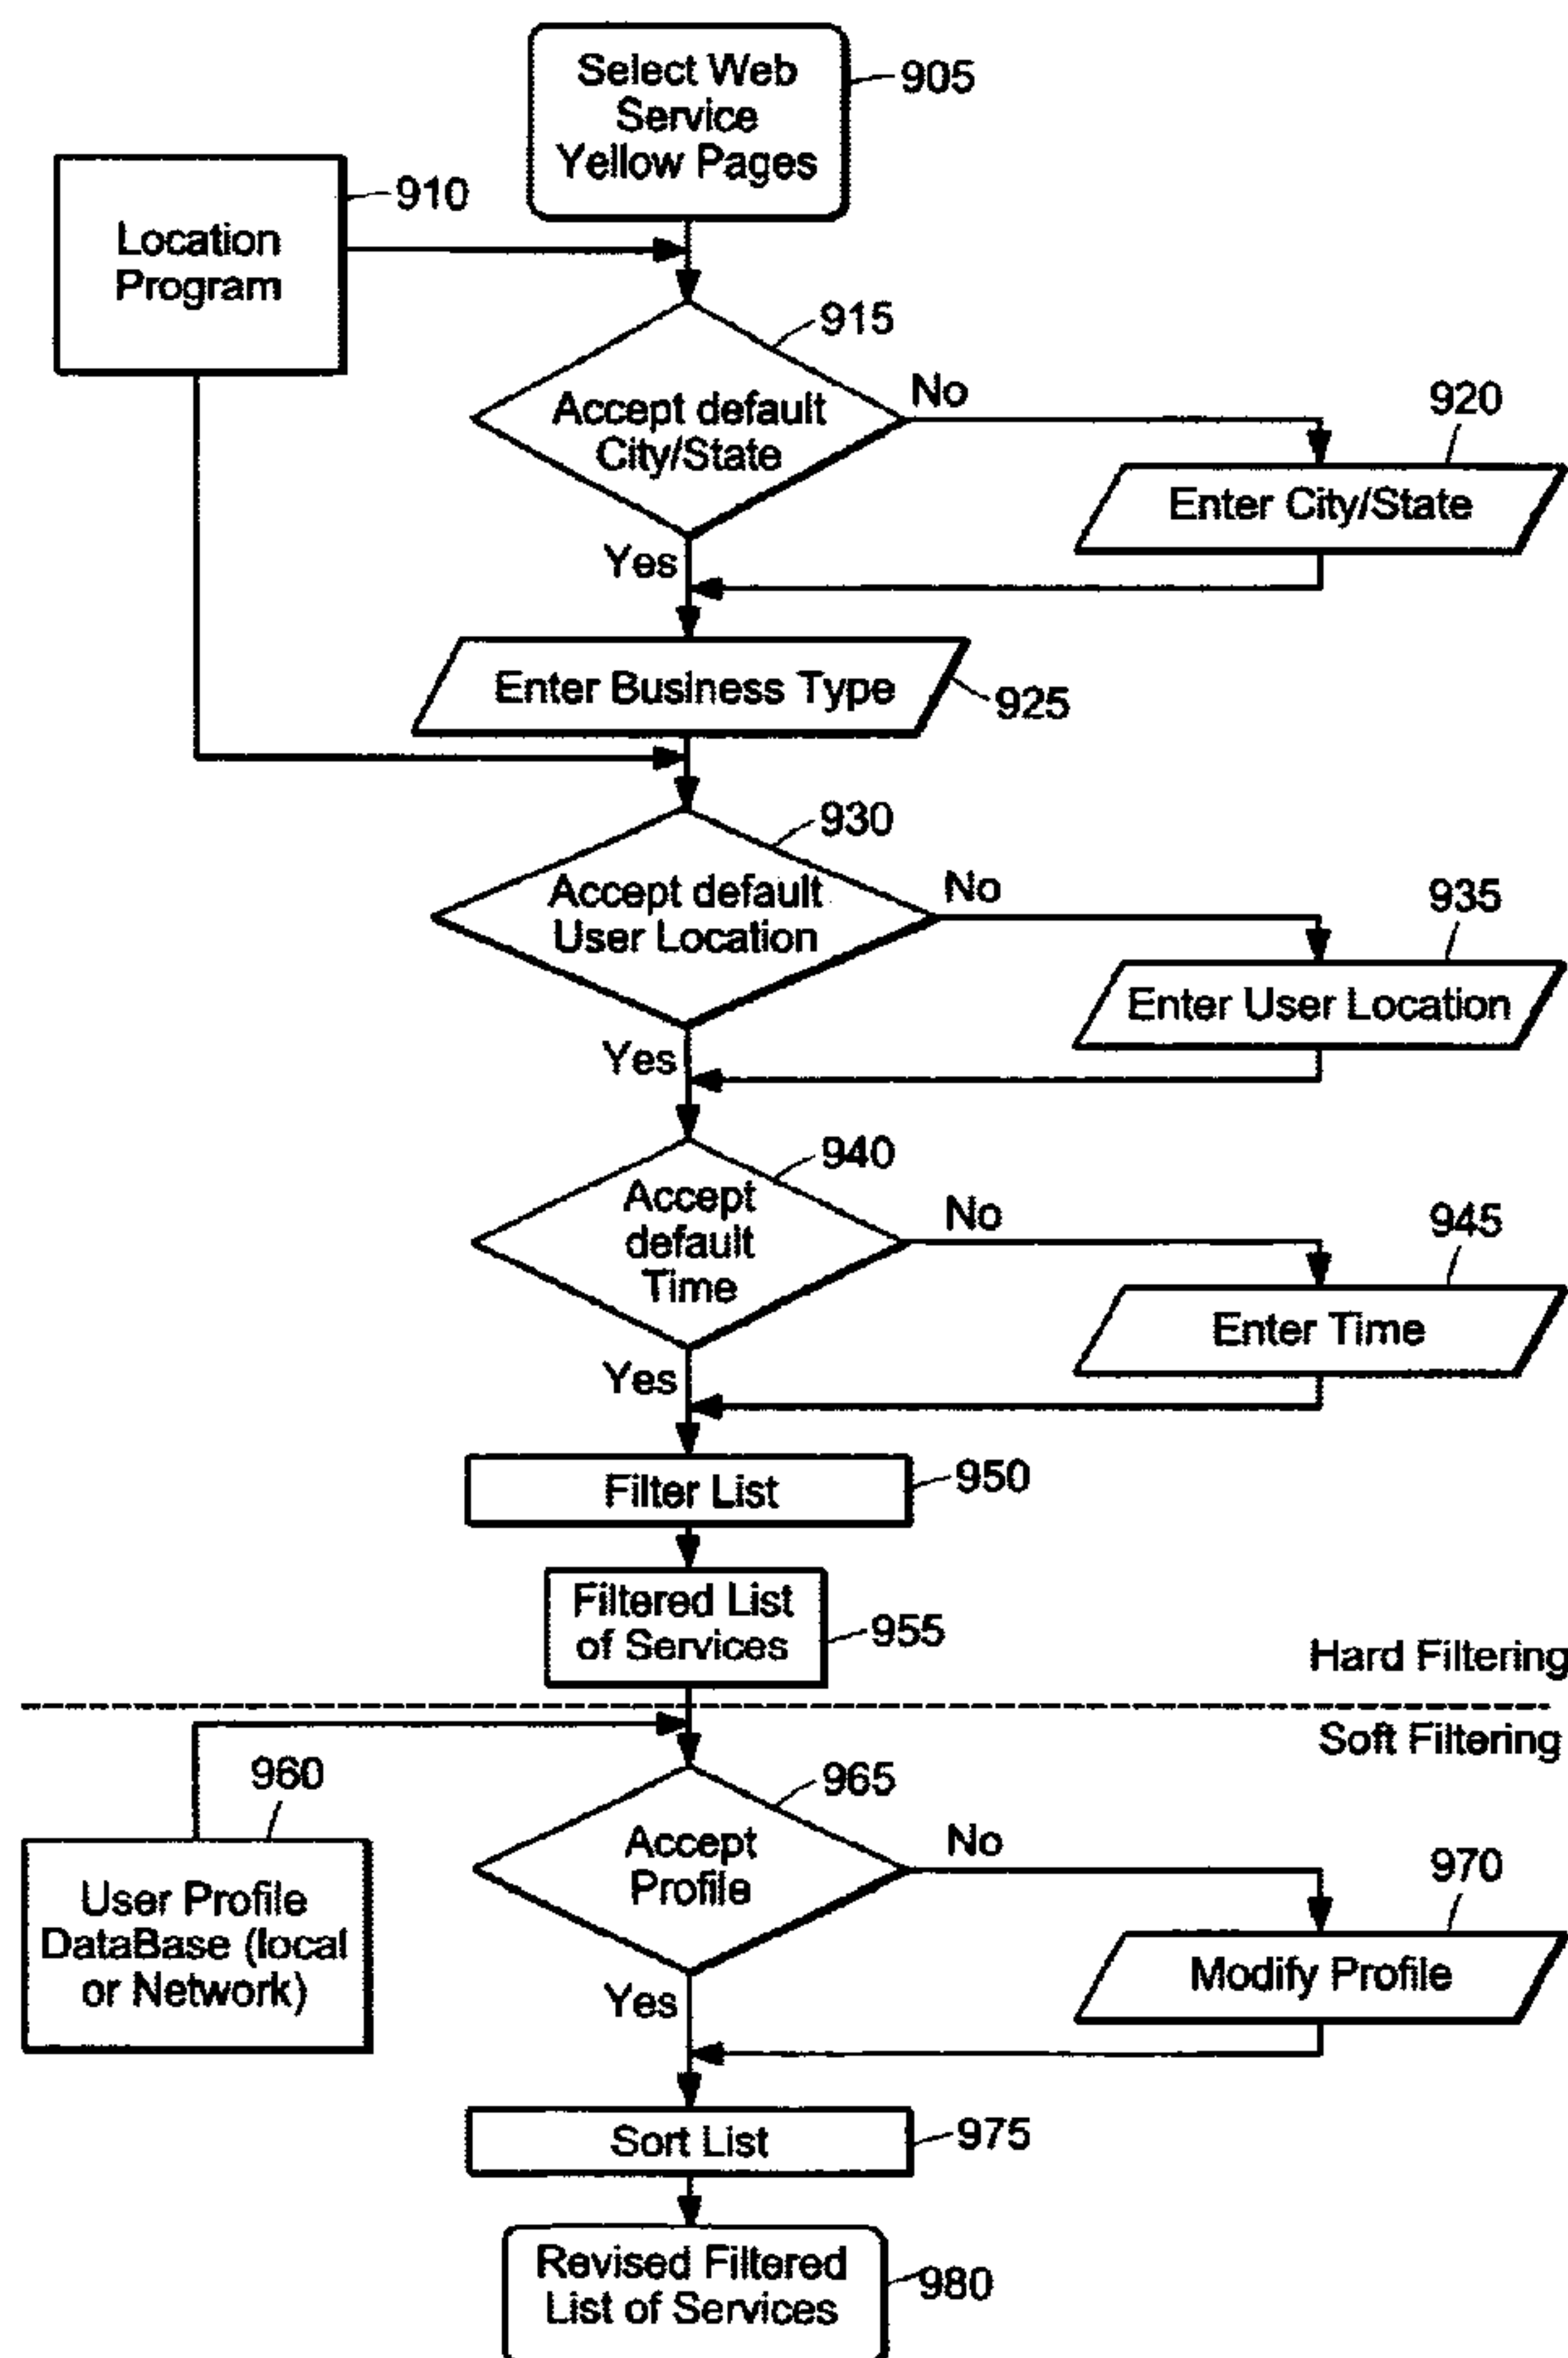 Select Web
Service
Yellow Pages
905
Location
Program
910
915
Accept default
City/State
No
920
Enter City/State
Yes
Enter Business Type
925
930
Accept default
User Location
No
935
Enter User Location
Yes
940
Accept
default
Time
No
945
Enter Time
Yes
Filter List
950
Filtered List
of Services
955
Hard Filtering
Soft Filtering
960
User Profile
DataBase (local
or Network)
965
Accept
Profile
No
970
Modify Profile
Yes
Sort List
975
Revised Filtered
List of Services
980